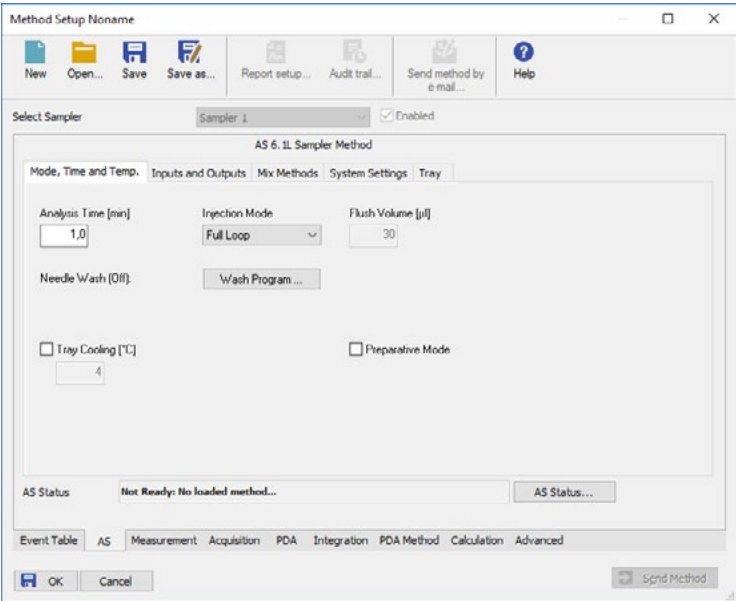 Method Setup Noname
New Open... Save Save as... Report setup... Audit trail... Send method by e-mail... Help
Select Sampler Sampler 1 Enabled
AS 6.1L Sampler Method
Mode, Time and Temp. Inputs and Outputs Mix Methods System Settings Tray
Analysis Time [min] Injection Mode Flush Volume [µl]
1,0 Full Loop 30
Needle Wash (Off): Wash Program ...
Tray Cooling [°C] Preparative Mode
4
AS Status Not Ready: No loaded method... AS Status...
Event Table AS Measurement Acquisition PDA Integration PDA Method Calculation Advanced
OK Cancel Send Method